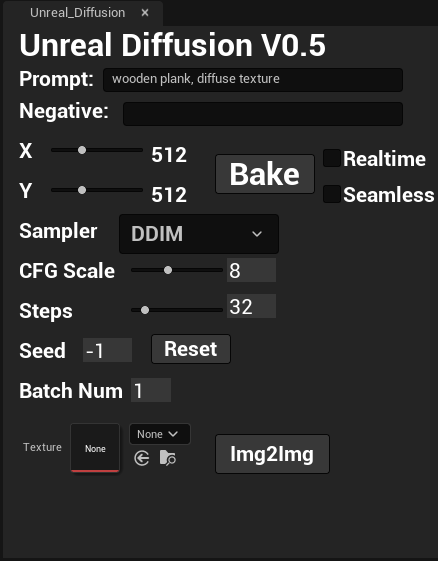 Unreal_Diffusion
Unreal Diffusion V0.5
Prompt: wooden plank, diffuse texture
Negative:
X 512
Y 512
Bake
Realtime
Seamless
Sampler DDIM
CFG Scale 8
Steps 32
Seed -1 Reset
Batch Num 1
Texture None None Img2Img